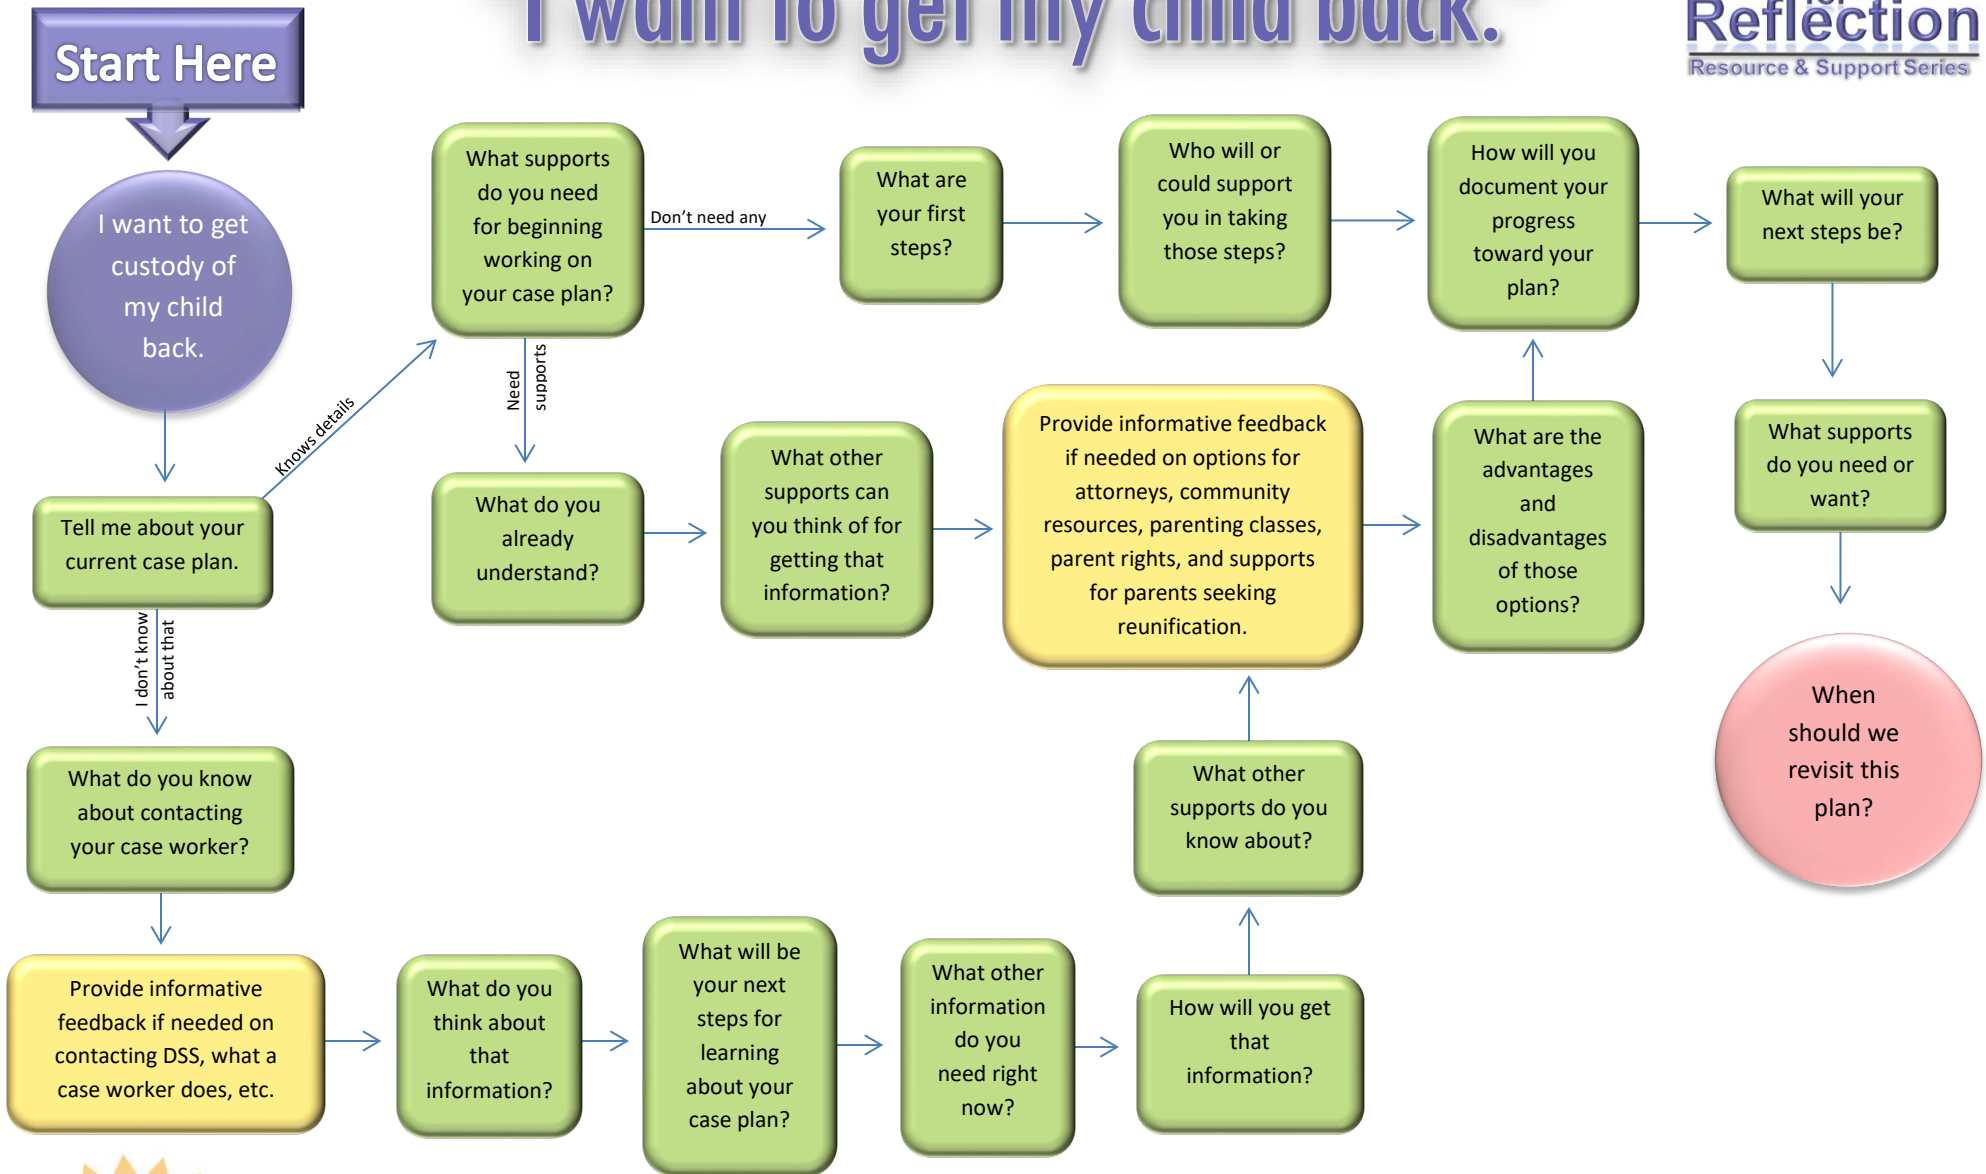 I want to get my child back.
for
Reflection
Resource & Support Series
Start Here
I want to get
custody of
my child
back.
Tell me about your
current case plan.
Knows details
I don't know
about that
What supports
do you need
for beginning
working on
your case plan?
Don't need any
What are
your first
steps?
Who will or
could support
you in taking
those steps?
How will you
document your
progress
toward your
plan?
What will your
next steps be?
Need
supports
What do you
already
understand?
What other
supports can
you think of for
getting that
information?
Provide informative feedback
if needed on options for
attorneys, community
resources, parenting classes,
parent rights, and supports
for parents seeking
reunification.
What are the
advantages
and
disadvantages
of those
options?
What supports
do you need or
want?
When
should we
revisit this
plan?
What do you know
about contacting
your case worker?
What other
supports do you
know about?
Provide informative
feedback if needed on
contacting DSS, what a
case worker does, etc.
What do you
think about
that
information?
What will be
your next
steps for
learning
about your
case plan?
What other
information
do you
need right
now?
How will you get
that
information?